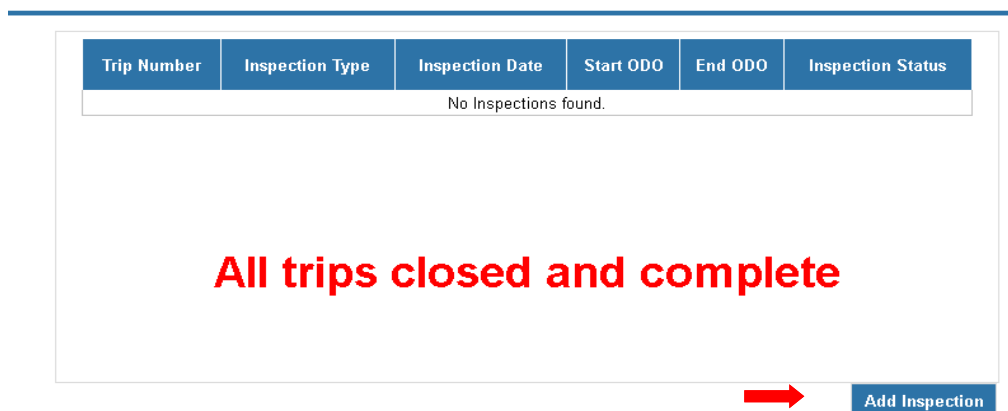 Trip Number Inspection Type Inspection Date Start ODO End ODO Inspection Status
No Inspections found.
All trips closed and complete
Add Inspection